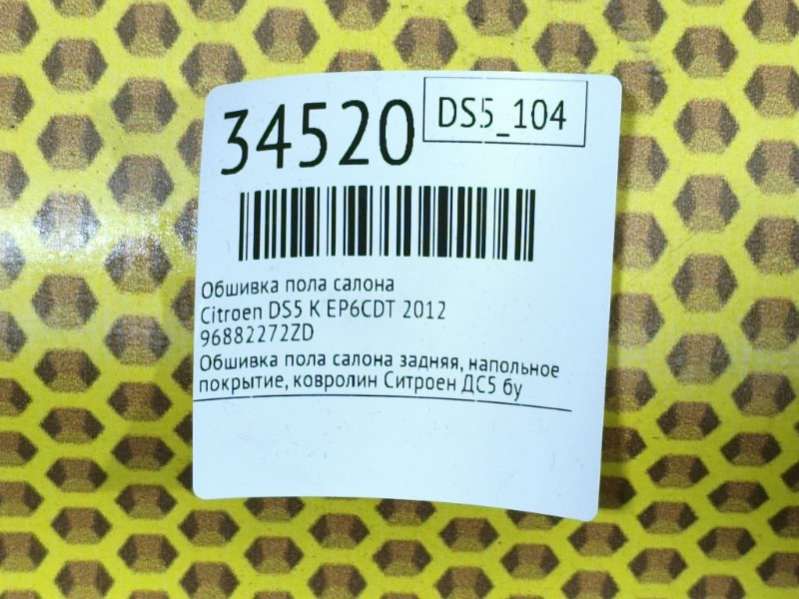 34520
DS5_104
Обшивка пола салона
Citroen DS5 K EP6CDT 2012
96882272ZD
Обшивка пола салона задняя, напольное
покрытие, ковролин Ситроен ДС5 бу